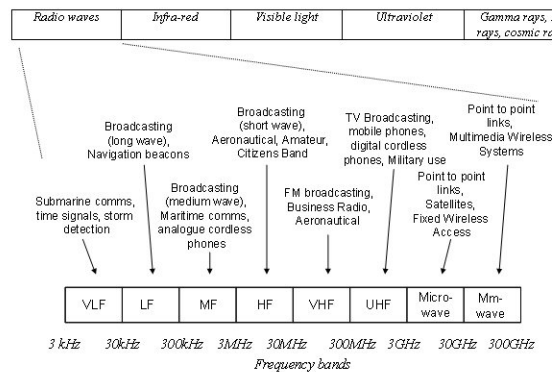 Radio waves
Infra-red
Visible light
Ultraviolet
Gamma rays,
rays, cosmic
Point to point
links,
Multimedia Wireless
Systems
Broadcasting
(short wave),
Aeronautical, Amateur,
Citizens Band
TV Broadcasting,
mobile phones,
digital cordless
phones, Military use
Broadcasting
(long wave),
Navigation beacons
Submarine comms,
time signals, storm
detection
Broadcasting
(medium wave),
Maritime comms,
analogue cordless
phones
FM broadcasting,
Business Radio,
Aeronautical
Point to point
links,
Satellites,
Fixed Wireless
Access
VLF
LF
MF
HF
VHF
UHF
Micro-
wave
Mm-
wave
3 kHz 30kHz 300kHz 3MHz 30MHz 300MHz 3GHz 30GHz 300GHz
Frequency bands